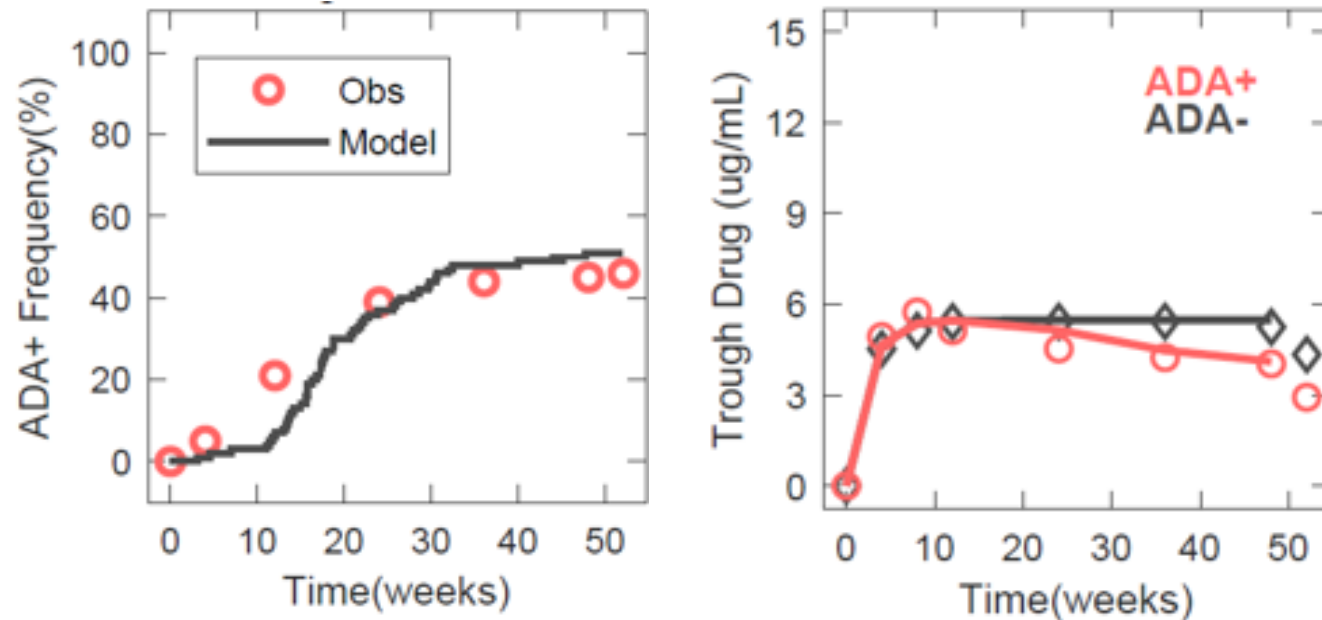 ADA+ Frequency(%)
100
80
60
40
20
0
Obs
Model
0 10 20 30 40 50
Time(weeks)
Trough Drug (ug/mL)
15
12
9
6
3
0
ADA+
ADA-
0 10 20 30 40 50
Time(weeks)